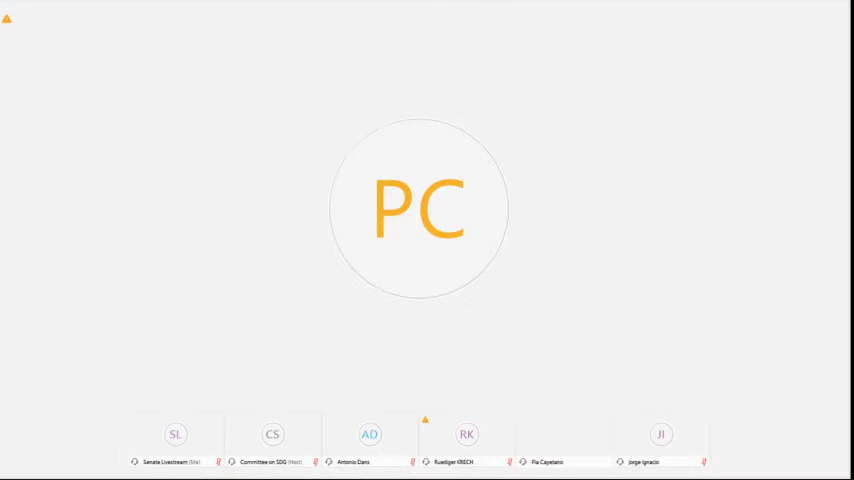 PC
SL
CS
AD
RK
JI
Senate Livestream (Me)
Committee on SDG (Host)
Antonio Dans
Ruediger KRECH
Pia Cayetano
Jorge Ignacio